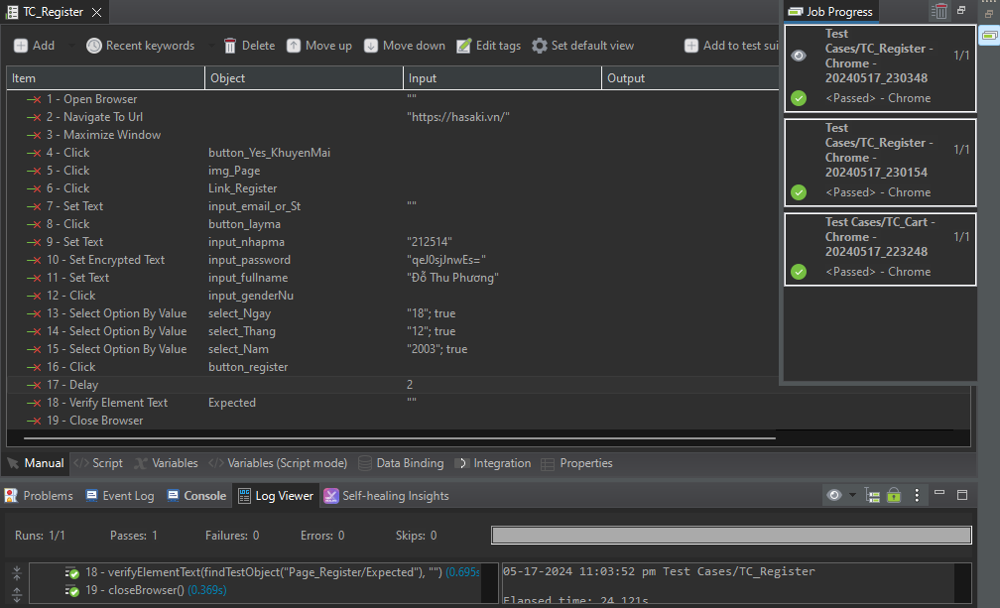 TC_Register
Job Progress
Add
Recent keywords
Delete
Move up
Move down
Edit tags
Set default view
Add to test sui
Item Object Input Output
1 - Open Browser ""
2 - Navigate To Url "https://hasaki.vn/"
3 - Maximize Window
4 - Click button_Yes_KhuyenMai
5 - Click img_Page
6 - Click Link_Register
7 - Set Text input_email_or_St ""
8 - Click button_layma
9 - Set Text input_nhapma "212514"
10 - Set Encrypted Text input_password "qeJ0sjJnwEs="
11 - Set Text input_fullname "Đỗ Thu Phương"
12 - Click input_genderNu
13 - Select Option By Value select_Ngay "18"; true
14 - Select Option By Value select_Thang "12"; true
15 - Select Option By Value select_Nam "2003"; true
16 - Click button_register
17 - Delay 2
18 - Verify Element Text Expected ""
19 - Close Browser
Test
Cases/TC_Register -
Chrome -
20240517_230348
1/1
<Passed> - Chrome
Test
Cases/TC_Register -
Chrome -
20240517_230154
1/1
<Passed> - Chrome
Test Cases/TC_Cart -
Chrome -
20240517_223248
1/1
<Passed> - Chrome
Manual
</> Script
Variables
</> Variables (Script mode)
Data Binding
Integration
Properties
Problems
Event Log
Console
Log Viewer
Self-healing Insights
Runs: 1/1 Passes: 1 Failures: 0 Errors: 0 Skips: 0
18 - verifyElementText(findTestObject("Page_Register/Expected"), "") (0.695s
19 - closeBrowser() (0.369s)
05-17-2024 11:03:52 pm Test Cases/TC_Register
Elapsed time: 24.121s